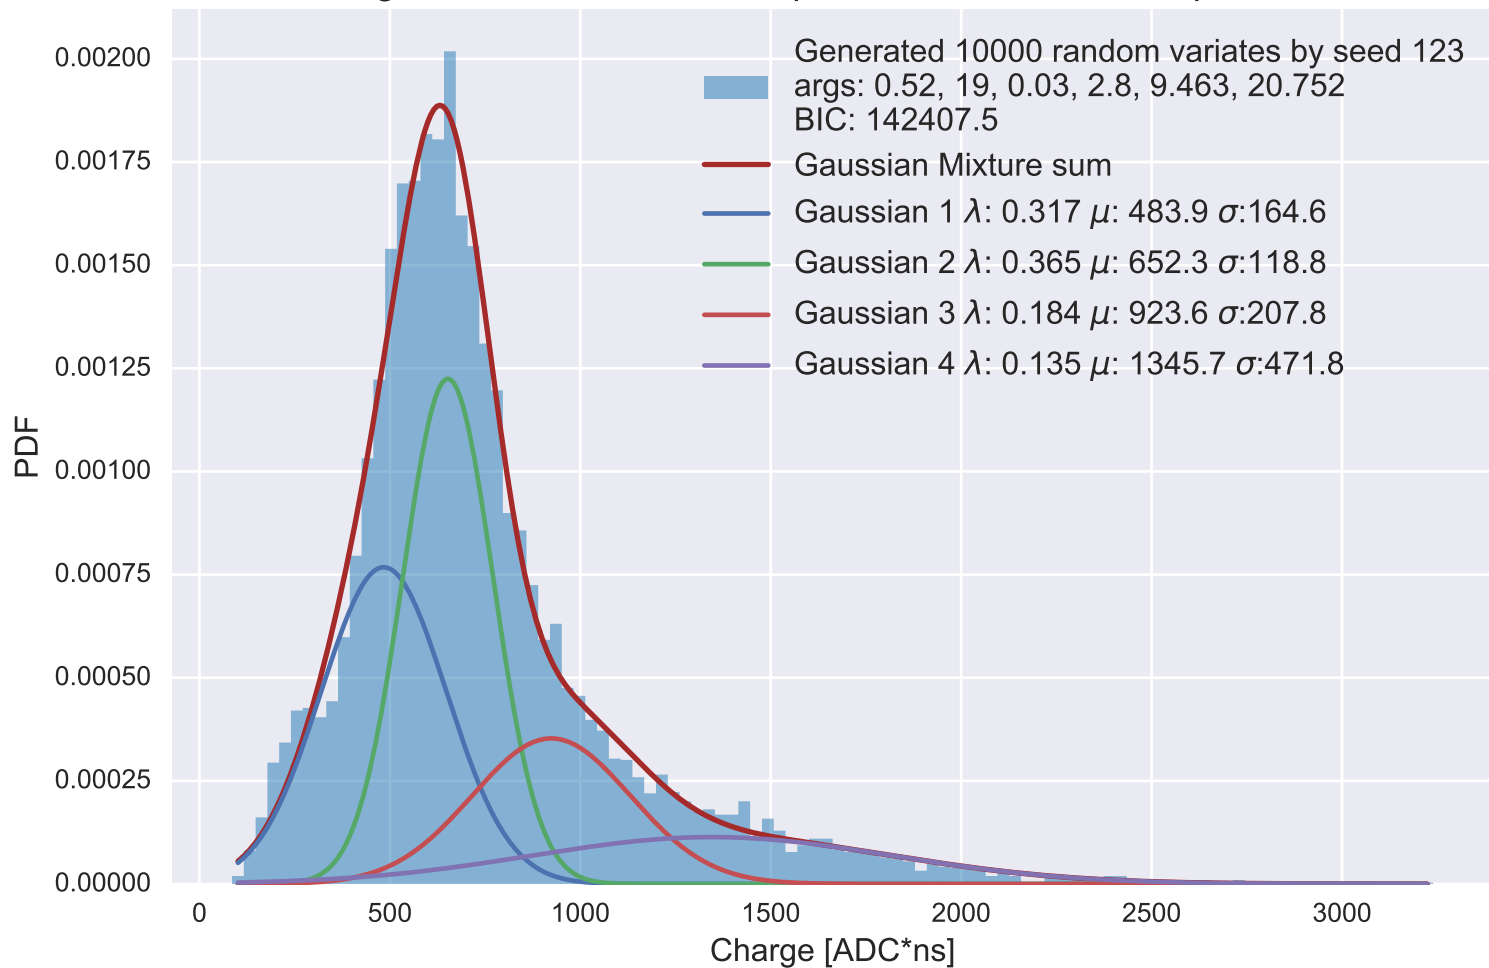 Generated 10000 random variates by seed 123
args: 0.52, 19, 0.03, 2.8, 9.463, 20.752
BIC: 142407.5
Gaussian Mixture sum
Gaussian 1 λ: 0.317 μ: 483.9 σ:164.6
Gaussian 2 λ: 0.365 μ: 652.3 σ:118.8
Gaussian 3 λ: 0.184 μ: 923.6 σ:207.8
Gaussian 4 λ: 0.135 μ: 1345.7 σ:471.8
PDF
0.00200
0.00175
0.00150
0.00125
0.00100
0.00075
0.00050
0.00025
0.00000
0 500 1000 1500 2000 2500 3000
Charge [ADC*ns]